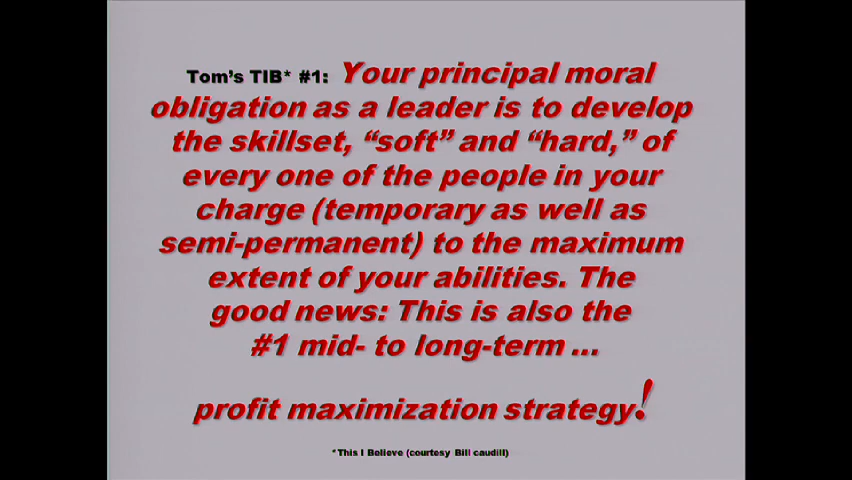 Tom's TIB* #1: Your principal moral
obligation as a leader is to develop
the skillset, “soft” and “hard,” of
every one of the people in your
charge (temporary as well as
semi-permanent) to the maximum
extent of your abilities. The
good news: This is also the
#1 mid- to long-term ...
profit maximization strategy!
*This I Believe (courtesy Bill caudill)